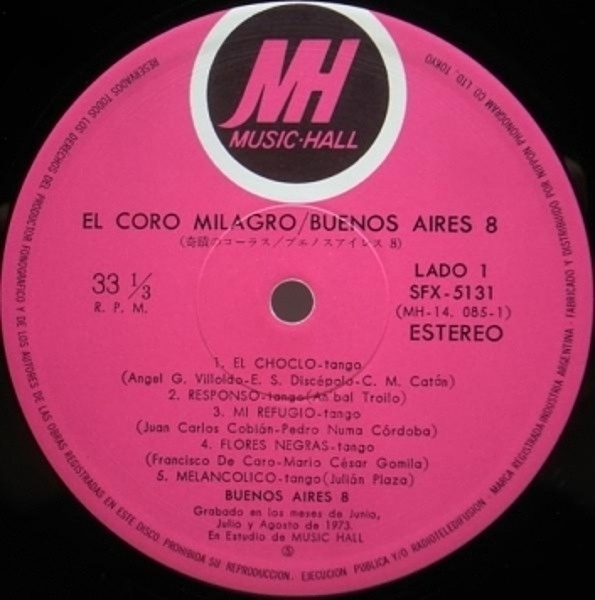 MH
MUSIC-HALL
EL CORO MILAGRO/BUENOS AIRES 8
(奇蹟のコーラス/ブエノスアイレス 8)
33 1/3
R. P. M.
LADO 1
SFX-5131
(MH-14. 085-1)
ESTEREO
1. EL CHOCLO-tango
(Angel G. Villoldo-E. S. Discépolo-C. M. Catón)
2. RESPONSO-tango(Aníbal Troilo)
3. MI REFUGIO-tango
(Juan Carlos Cobián-Pedro Numa Córdoba)
4. FLORES NEGRAS-tango
(Francisco De Caro-Mario César Gomila)
5. MELANCOLICO-tango(Julián Plaza)
BUENOS AIRES 8
Grabado en los meses de Junio,
Julio y Agosto de 1973.
En Estudio de MUSIC HALL
RESERVADOS TODOS LOS DERECHOS DEL PRODUCTOR FONOGRAFICO Y DE LOS AUTORES DE LAS OBRAS REGISTRADAS EN ESTE DISCO. PROHIBIDA SU REPRODUCCION. EJECUCION PUBLICA Y/O RADIOTELEDIFUSION. MARCA REGISTRADA INDUSTRIA ARGENTINA - FABRICADO Y DISTRIBUIDO POR NIPPON PHONOGRAM CO LTD., TOKYO